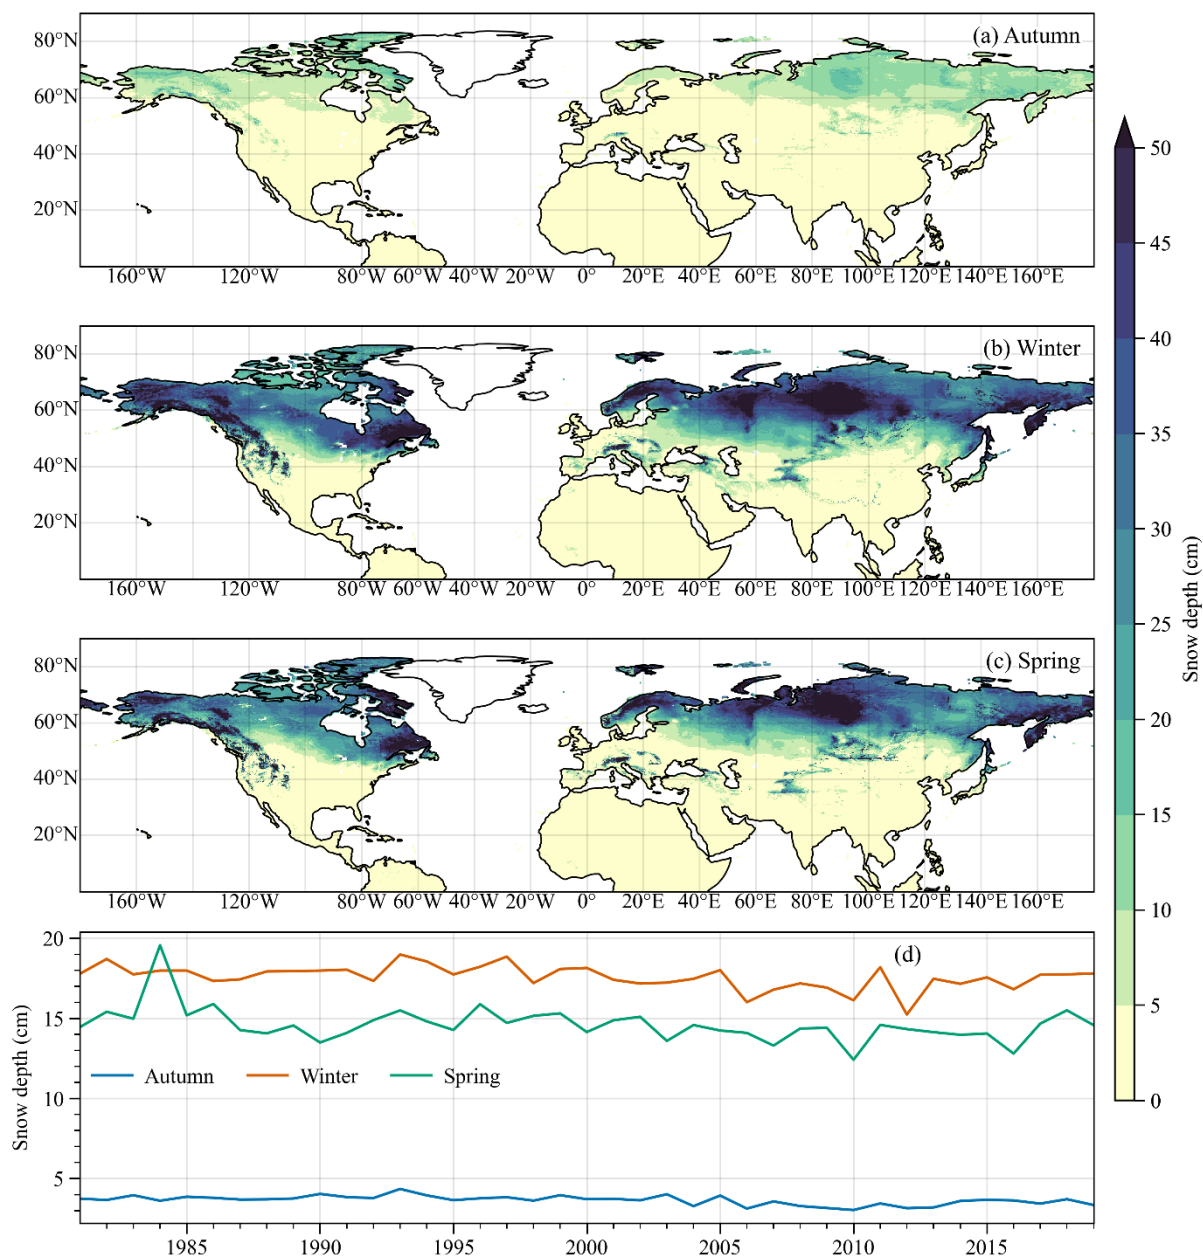 80°N
(a) Autumn
60°N
40°N
20°N
160°W 120°W 80°W 60°W 40°W 20°W 0° 20°E 40°E 60°E 80°E 100°E 120°E 140°E 160°E
80°N
(b) Winter
60°N
40°N
20°N
160°W 120°W 80°W 60°W 40°W 20°W 0° 20°E 40°E 60°E 80°E 100°E 120°E 140°E 160°E
80°N
(c) Spring
60°N
40°N
20°N
160°W 120°W 80°W 60°W 40°W 20°W 0° 20°E 40°E 60°E 80°E 100°E 120°E 140°E 160°E
50
45
40
35
30
25
20
15
10
5
0
Snow depth (cm)
20
15
10
5
Snow depth (cm)
(d)
Autumn Winter Spring
1985 1990 1995 2000 2005 2010 2015